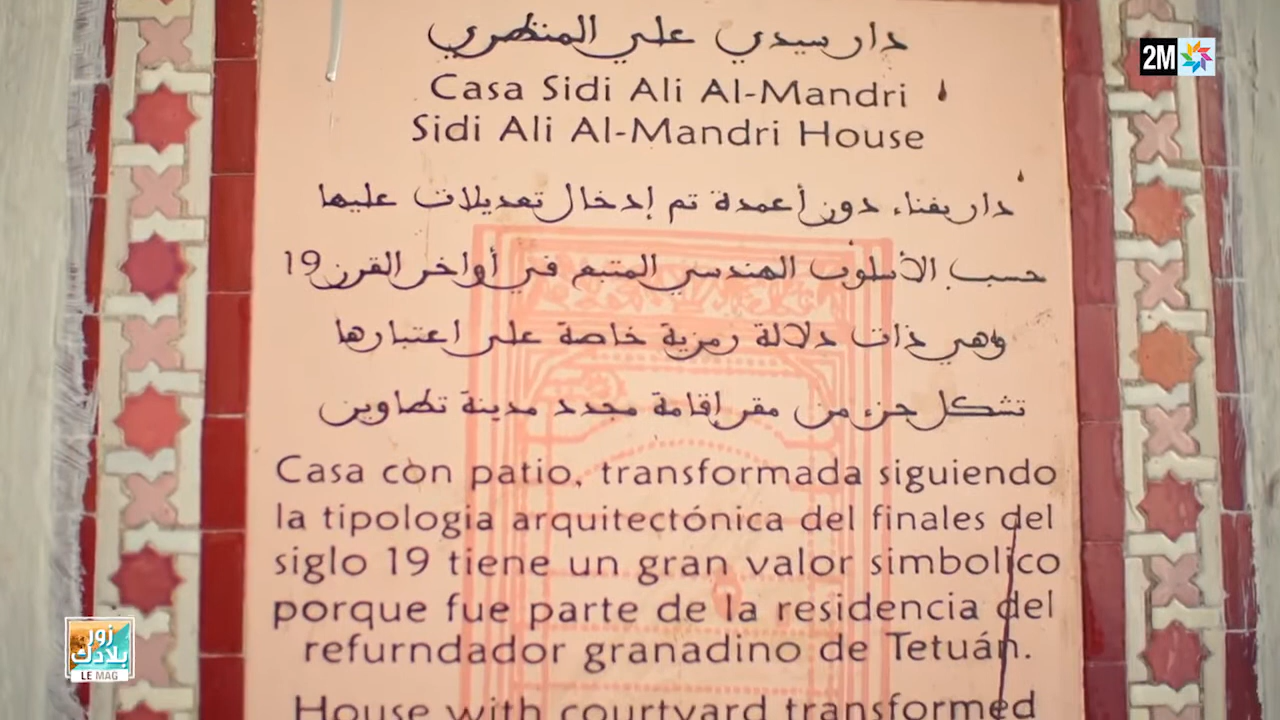 دار سيدي علي المنظري
Casa Sidi Ali Al-Mandri
Sidi Ali Al-Mandri House
دار بفناء دون أعمدة تم إدخال تعديلات عليها
حسب الأسلوب الهندسي المتبع في أواخر القرن 19
وهي ذات دلالة رمزية خاصة على اعتبارها
تشكل جزء من مقر إقامة مجدد مدينة تطاوين
Casa con patio, transformada siguiendo
la tipologia arquitectónica del finales del
siglo 19 tiene un gran valor simbolico
porque fue parte de la residencia del
refurndador granadino de Tetuán.
House with courtyard transformed
2M
زور
بلادك
LE MAG